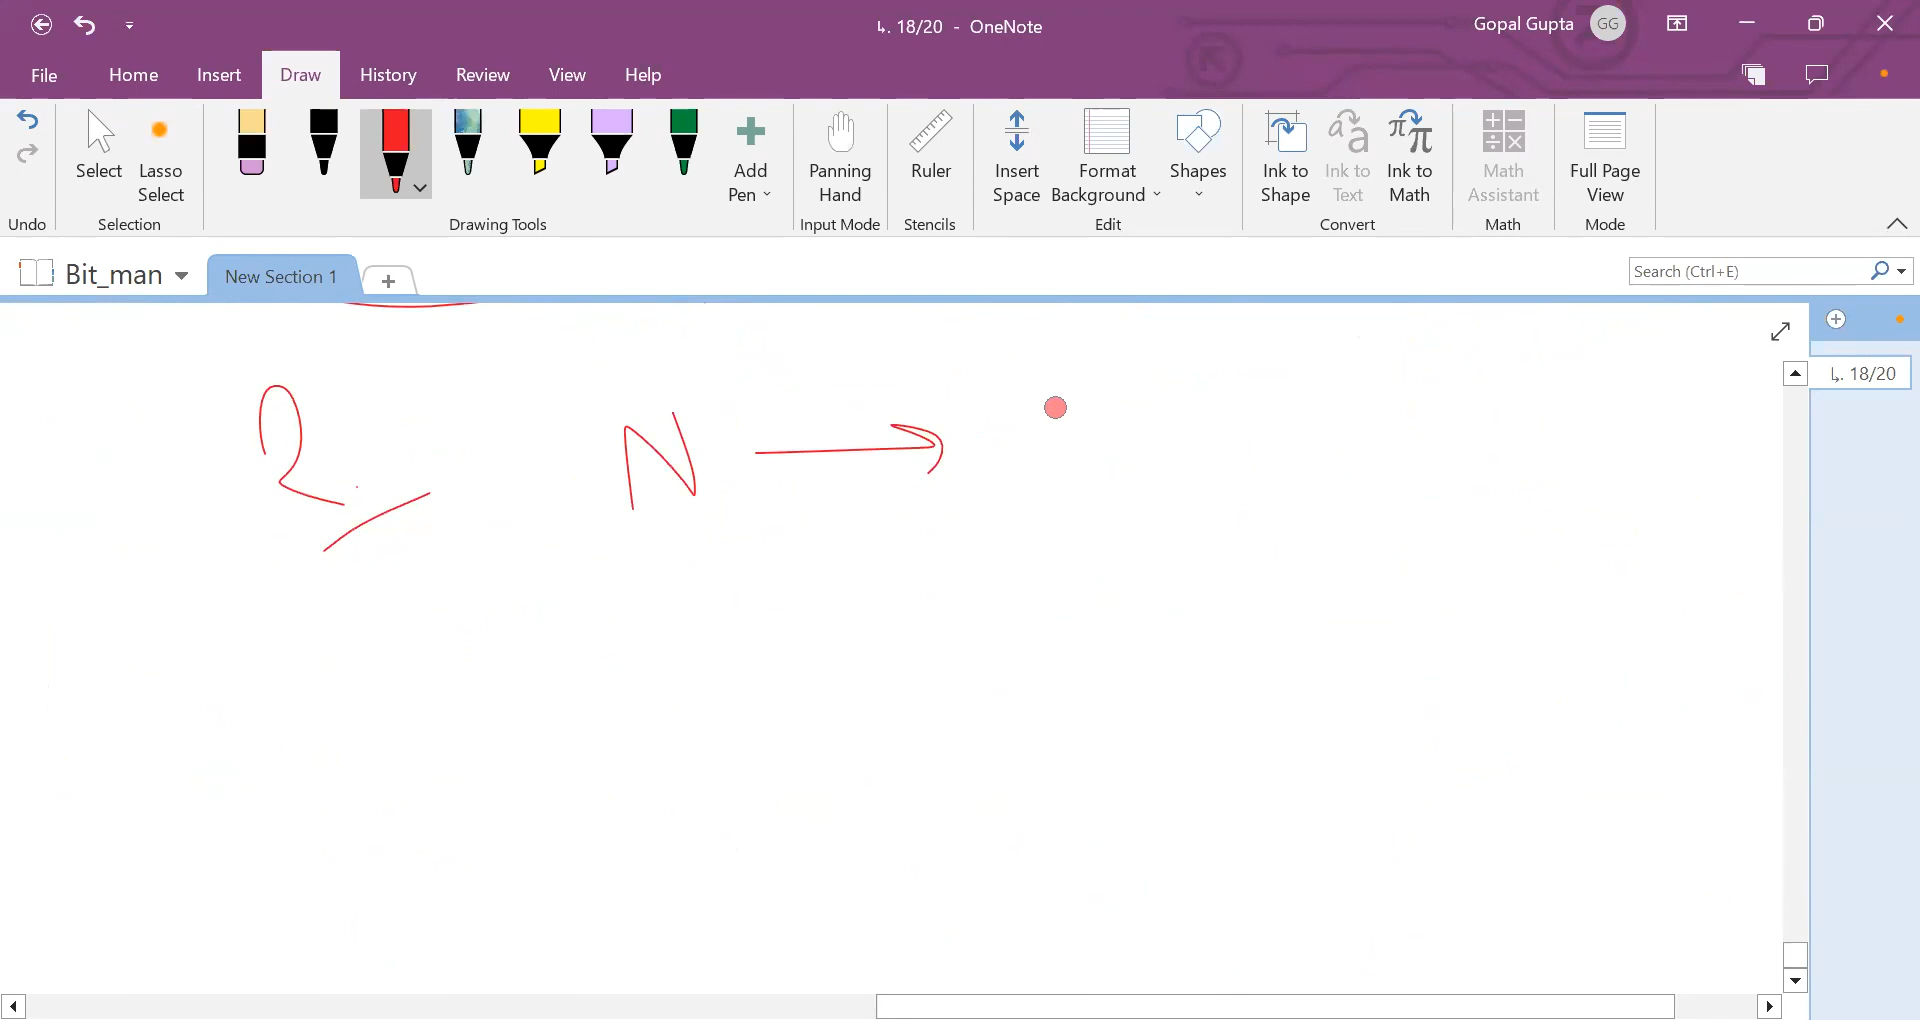 ↳. 18/20 - OneNote
Gopal Gupta GG
File Home Insert Draw History Review View Help
Select
Lasso Select
Add Pen
Panning Hand
Ruler
Insert Space
Format Background
Shapes
Ink to Shape
Ink to Text
Ink to Math
Math Assistant
Full Page View
Undo Selection Drawing Tools Input Mode Stencils Edit Convert Math Mode
Bit_man New Section 1 Search (Ctrl+E)
↳. 18/20
N →